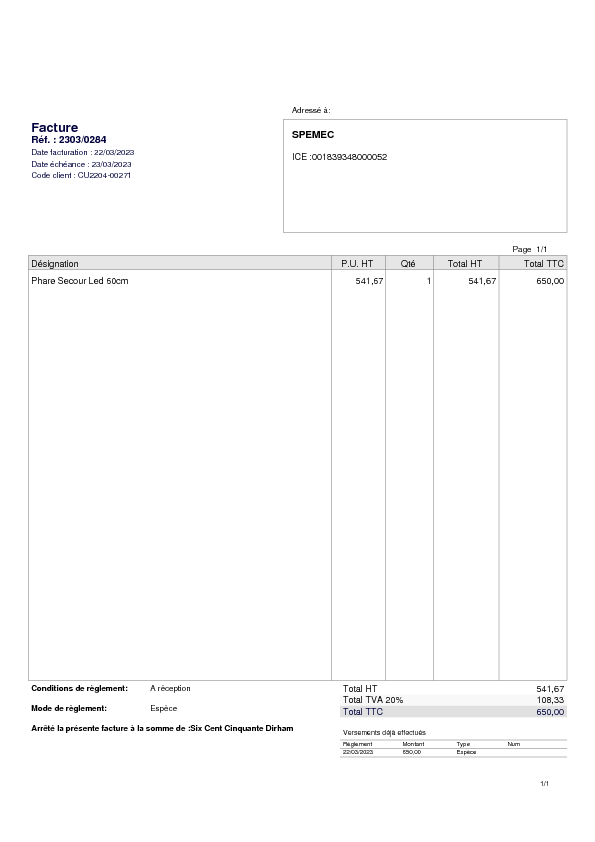 Adressé à:
Facture
Réf. : 2303/0284
Date facturation : 22/03/2023
Date échéance : 23/03/2023
Code client : CU2204-00271
SPEMEC
ICE :001839348000052
Page 1/1
Désignation P.U. HT Qté Total HT Total TTC
Phare Secour Led 60cm 541,67 1 541,67 650,00
Conditions de règlement: A réception
Mode de règlement: Espèce
Arrêté la présente facture à la somme de :Six Cent Cinquante Dirham
Total HT 541,67
Total TVA 20% 108,33
Total TTC 650,00
Versements déjà effectués
Règlement Montant Type Num
22/03/2023 650,00 Espèce
1/1